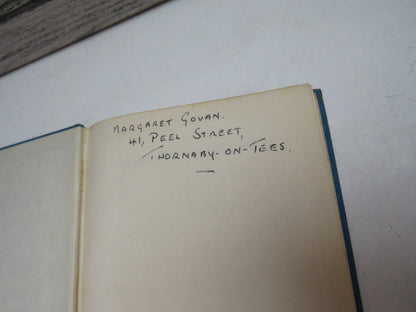 MARGARET GOVAN.
41, PEEL STREET,
THORNABY-ON-TEES.